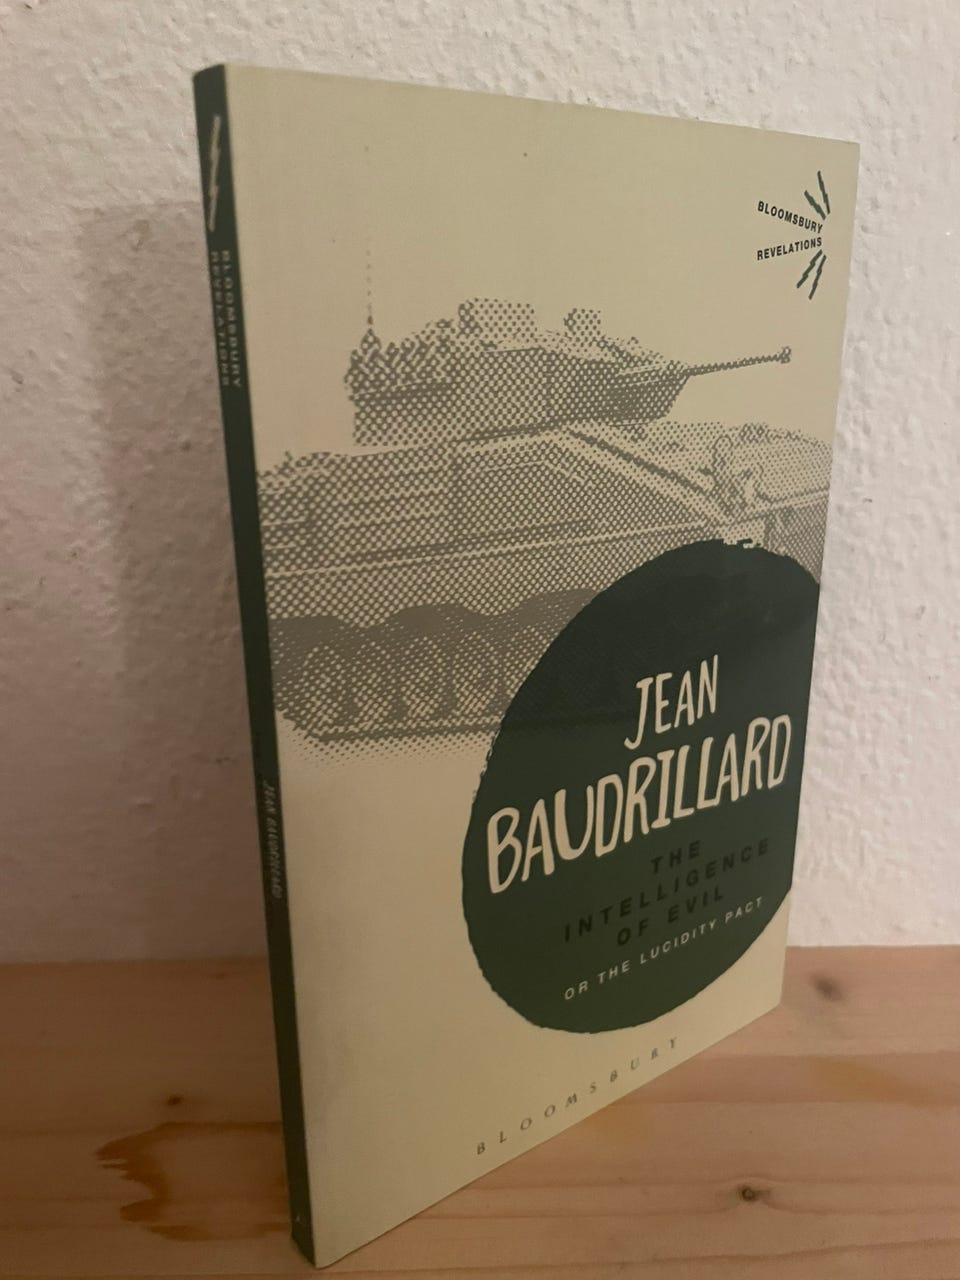 BLOOMSBURY
REVELATIONS
JEAN BAUDRILLARD
BLOOMSBURY
REVELATIONS
JEAN
BAUDRILLARD
THE
INTELLIGENCE
OF EVIL
OR THE LUCIDITY PACT
BLOOMSBURY